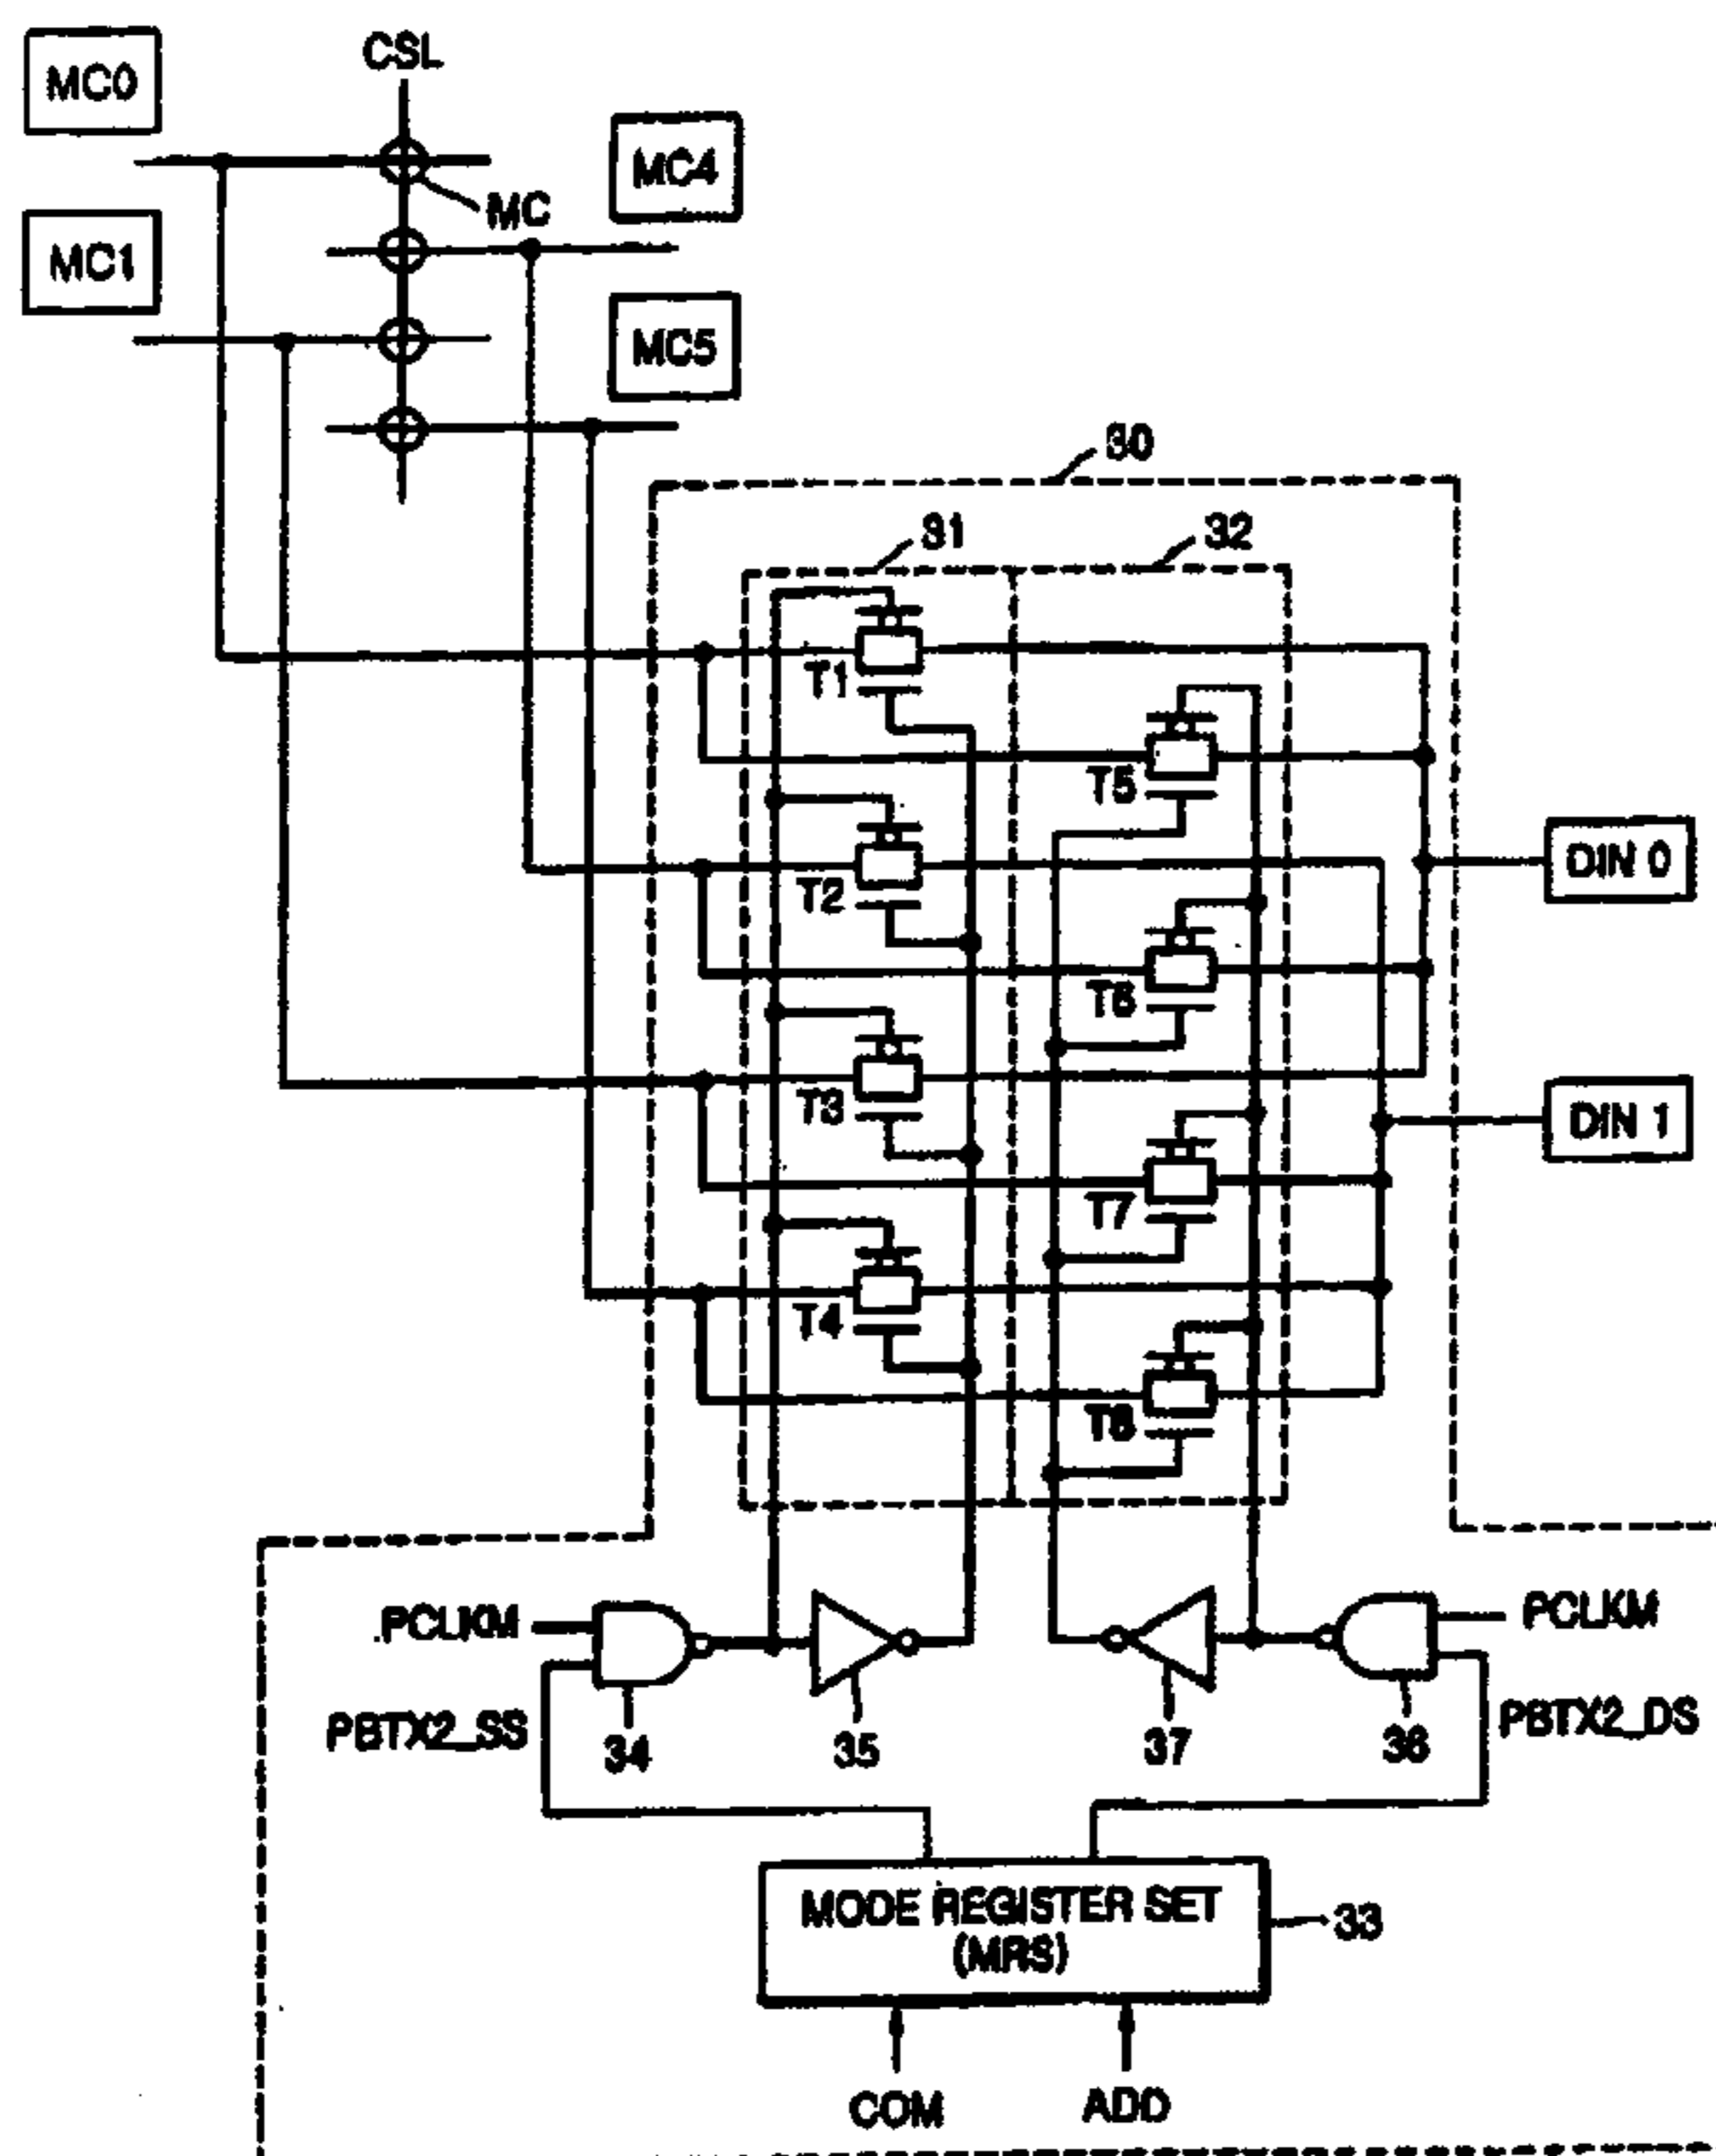 MC0
CSL
MC4
MC
MC1
MC5
30
31
32
T1
T5
DIN 0
T2
T6
T3
DIN 1
T7
T4
T8
PCLKM
PCLKM
PBTX2_SS
34
35
37
36
PBTX2_DS
MODE REGISTER SET
(MRS)
33
COM
ADD